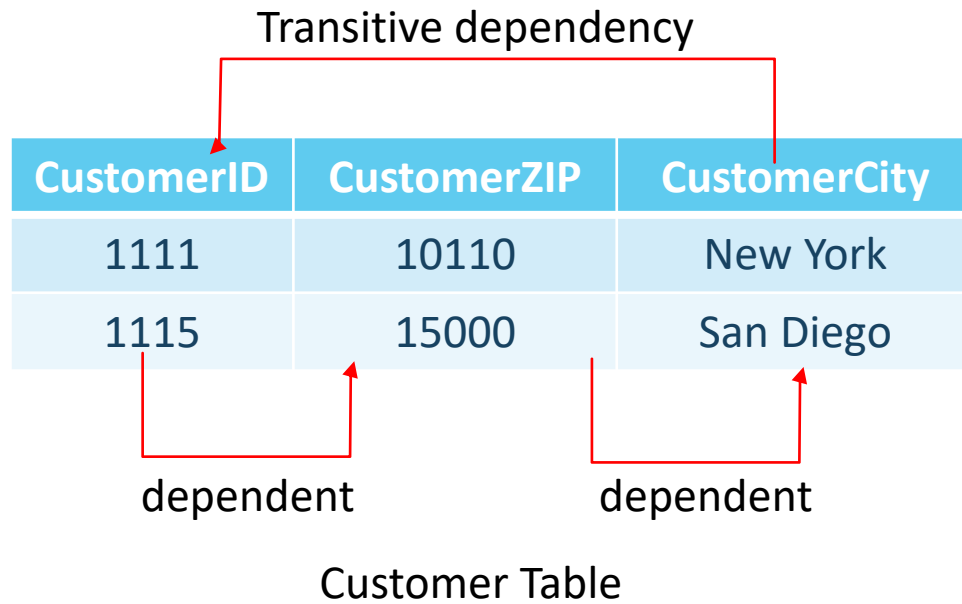 Transitive dependency
CustomerID CustomerZIP CustomerCity
1111 10110 New York
1115 15000 San Diego
dependent dependent
Customer Table